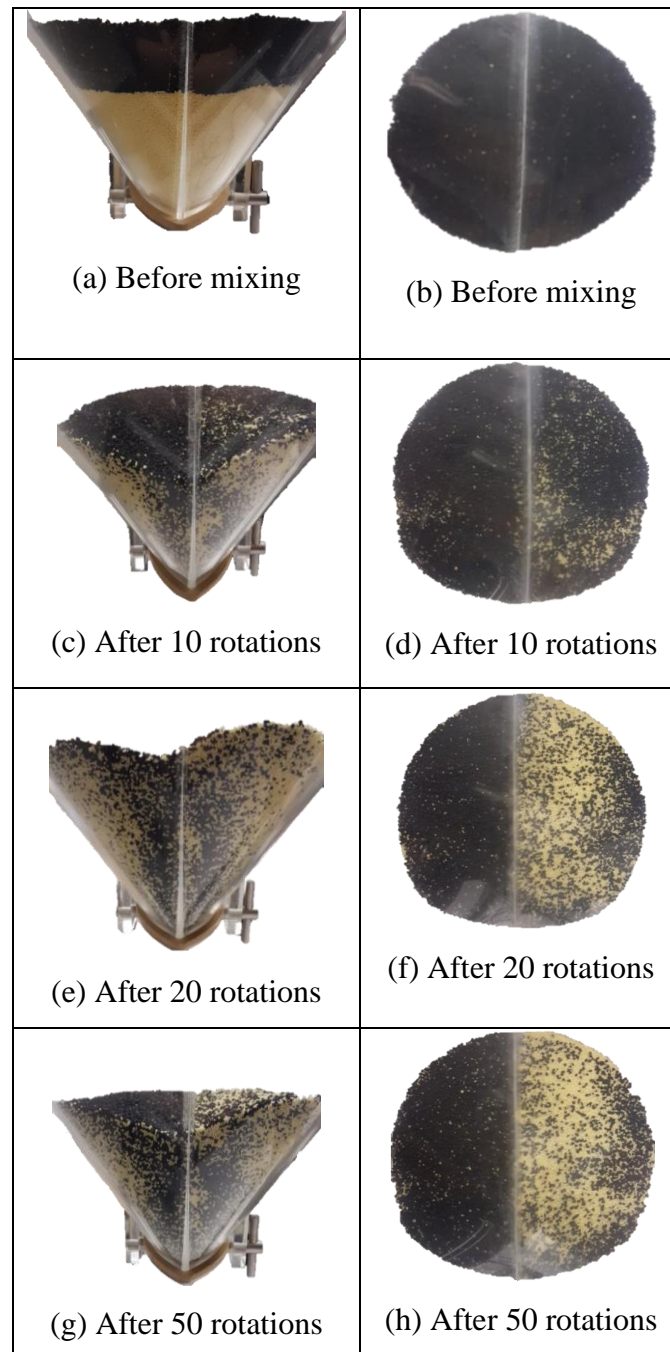 (a) Before mixing
(b) Before mixing
(c) After 10 rotations
(d) After 10 rotations
(e) After 20 rotations
(f) After 20 rotations
(g) After 50 rotations
(h) After 50 rotations